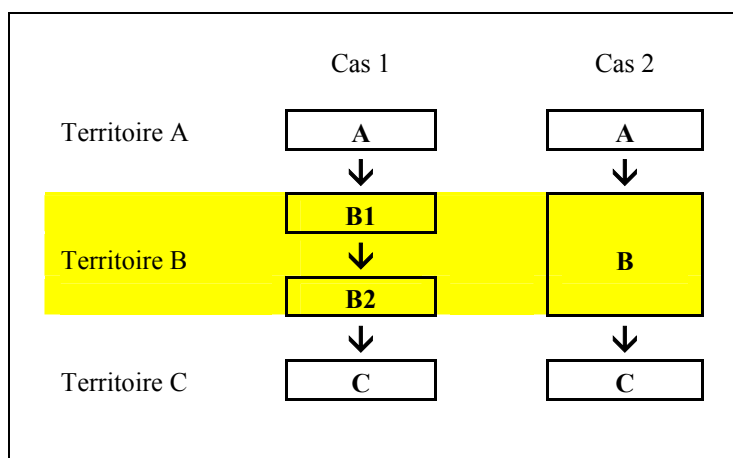 Cas 1 Cas 2
Territoire A A A
B1
Territoire B B
B2
Territoire C C C